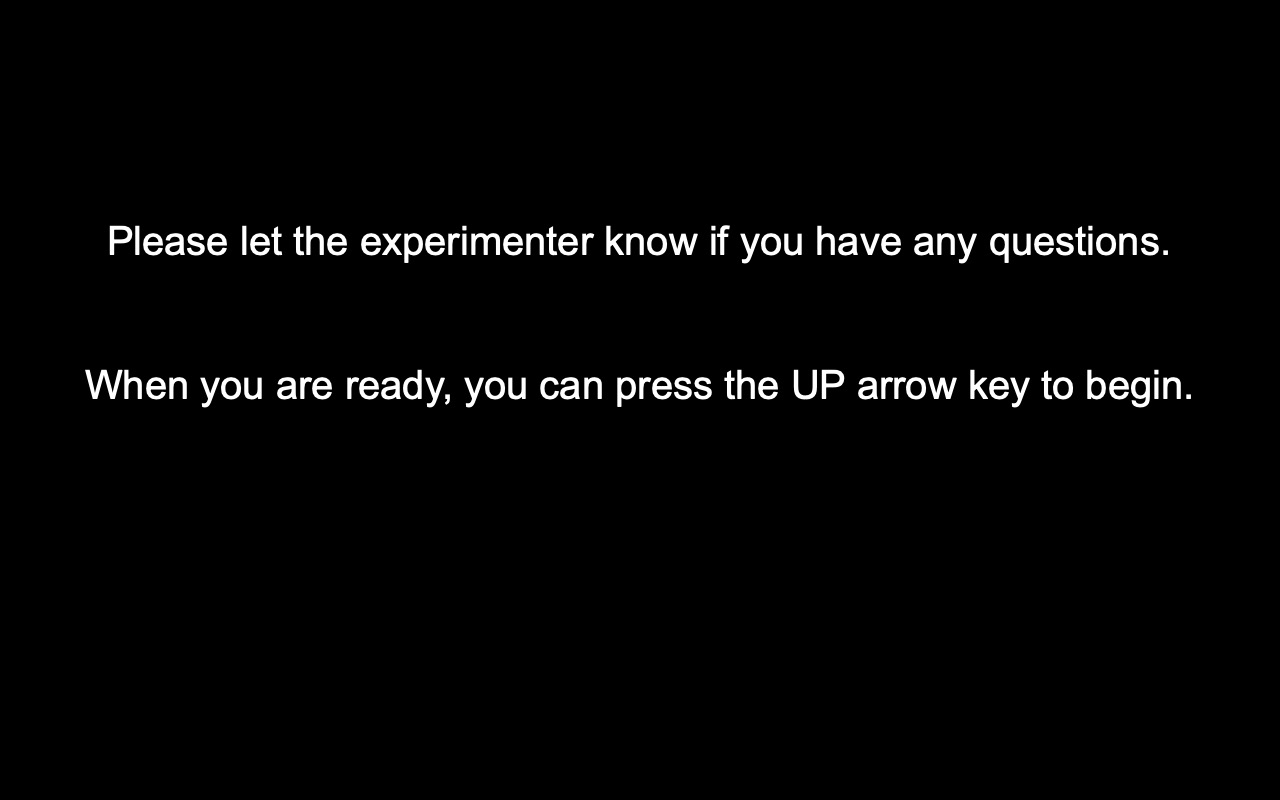 Please let the experimenter know if you have any questions.
When you are ready, you can press the UP arrow key to begin.